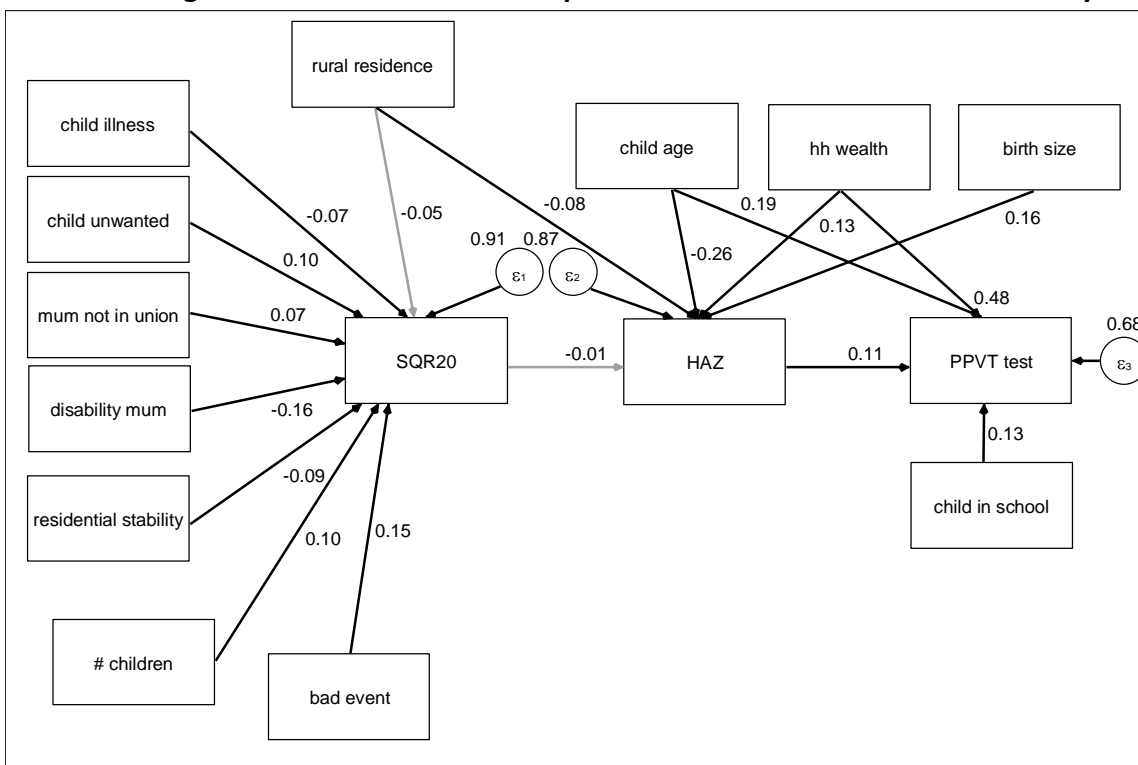 rural residence
child illness
child age
hh wealth
birth size
child unwanted
mum not in union
disability mum
residential stability
# children
bad event
SQR20
HAZ
PPVT test
child in school
-0.07
-0.05
-0.08
0.19
0.13
0.16
0.10
0.91
0.87
ε1
ε2
-0.26
0.07
0.48
0.68
ε3
-0.01
0.11
-0.16
-0.09
0.13
0.10
0.15